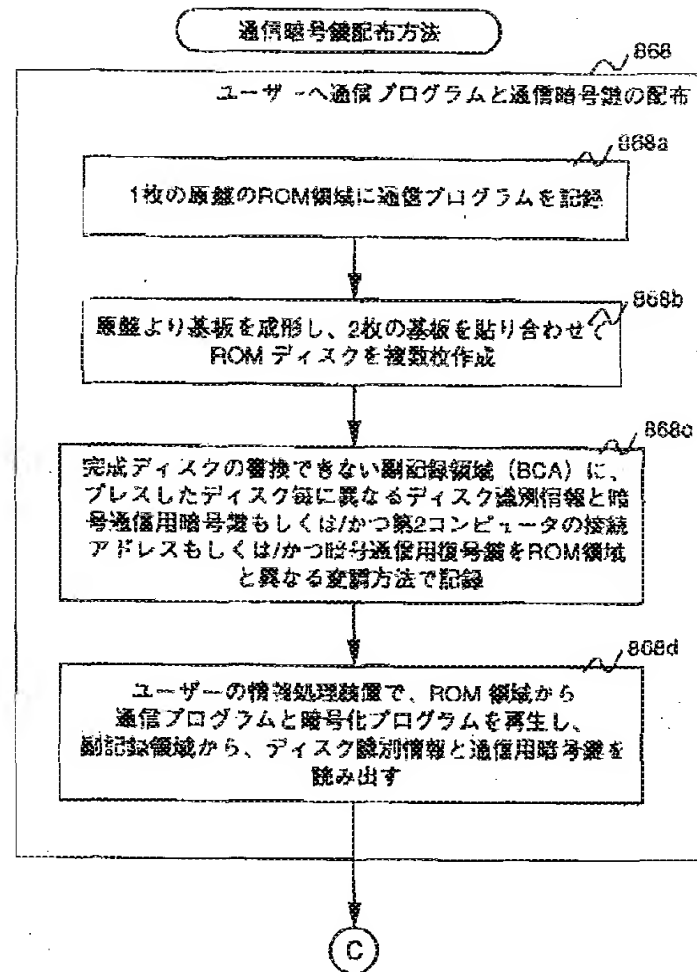 通信暗号鍵配布方法
868
ユーザーへ通信プログラムと通信暗号鍵の配布
868a
1枚の原盤のROM領域に通信プログラムを記録
868b
原盤より基板を成形し、2枚の基板を貼り合わせて
ROM ディスクを複数枚作成
868c
完成ディスクの書換できない副記録領域（BCA）に、
プレスしたディスク毎に異なるディスク識別情報と暗
号通信用暗号鍵もしくは/かつ第2コンピュータの接続
アドレスもしくは/かつ暗号通信用復号鍵をROM領域
と異なる変調方法で記録
868d
ユーザーの情報処理装置で、ROM 領域から
通信プログラムと暗号化プログラムを再生し、
副記録領域から、ディスク識別情報と通信用暗号鍵を
読み出す
C